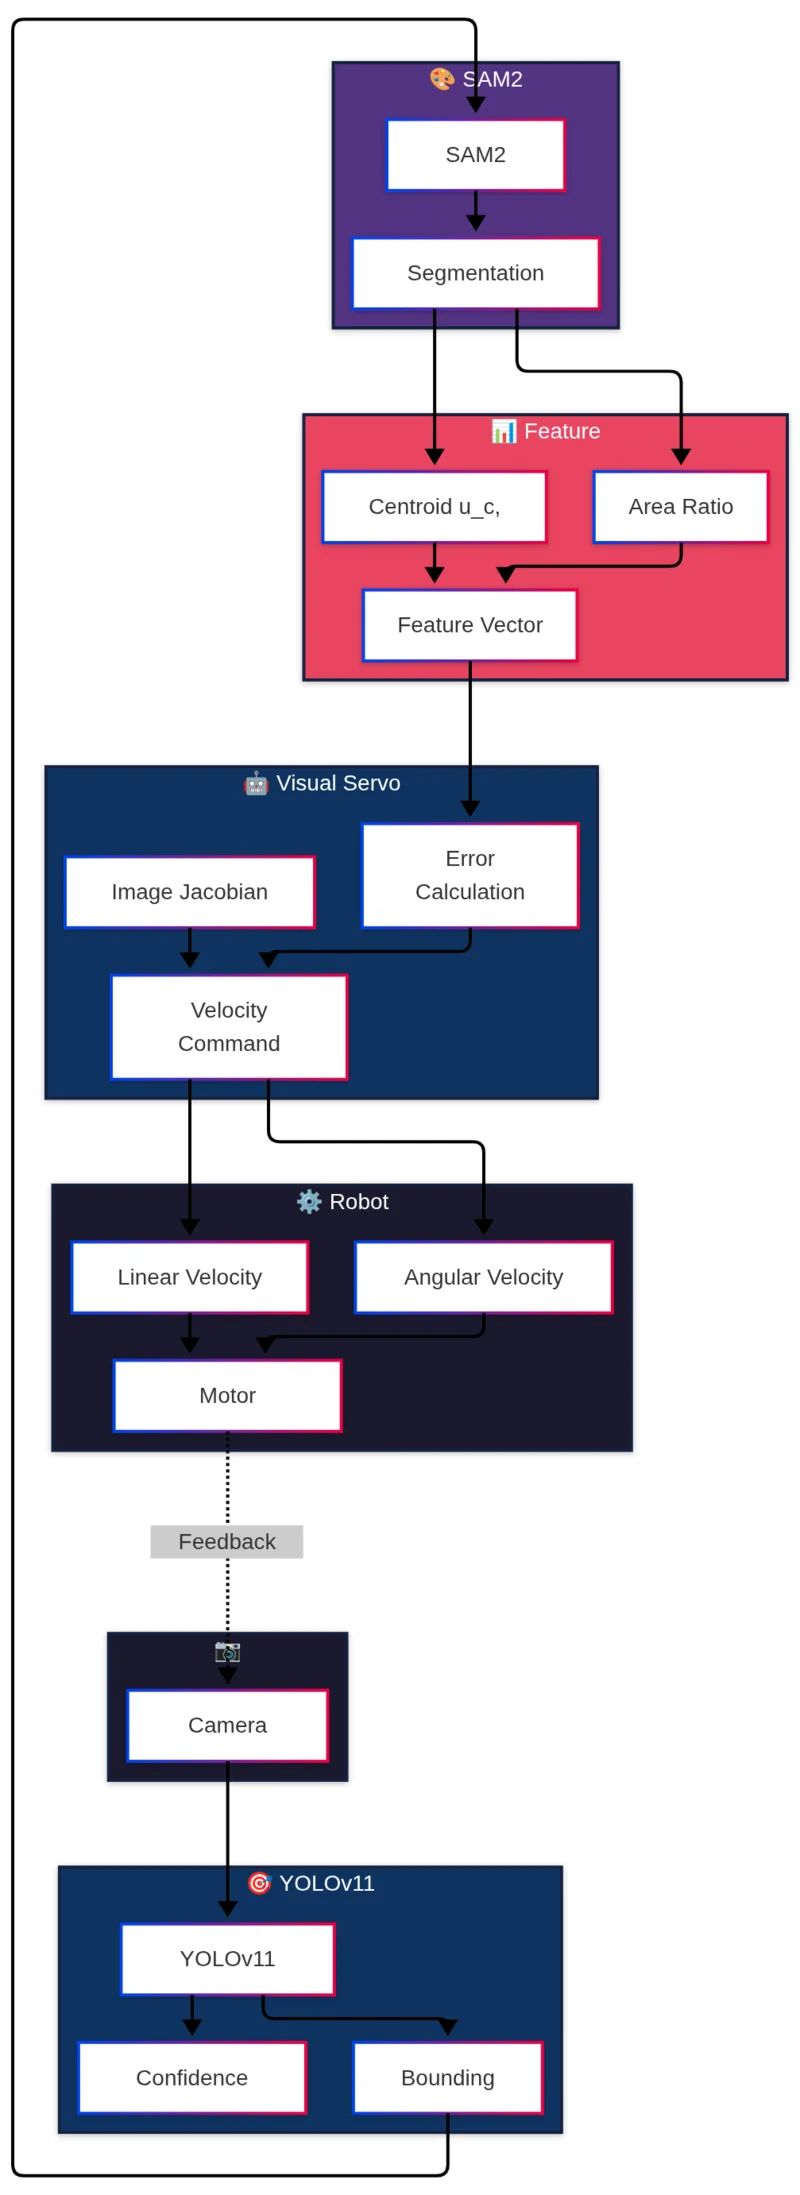 SAM2
SAM2
Segmentation
Feature
Centroid u_c,
Area Ratio
Feature Vector
Visual Servo
Error
Calculation
Image Jacobian
Velocity
Command
Robot
Linear Velocity
Angular Velocity
Motor
Feedback
Camera
YOLOv11
YOLOv11
Confidence
Bounding